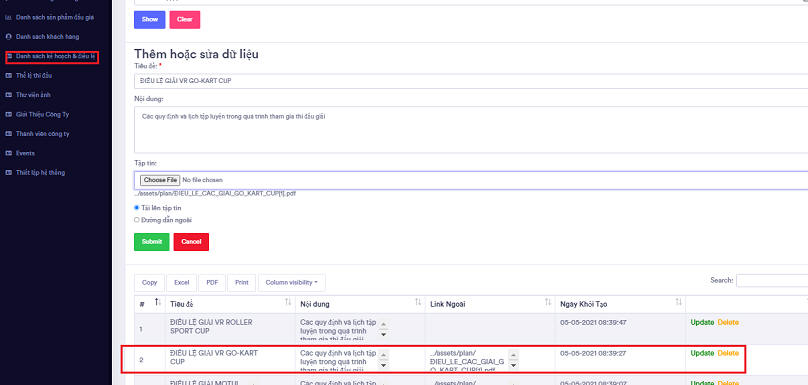 Danh sách sản phẩm đấu giá
Danh sách khách hàng
Danh sách kế hoạch & điều lệ
Thể lệ thi đấu
Thư viện ảnh
Giới Thiệu Công Ty
Thành viên công ty
Events
Thiết lập hệ thống
Show Clear
Thêm hoặc sửa dữ liệu
Tiêu đề: *
ĐIỀU LỆ GIẢI VR GO-KART CUP
Nội dung:
Các quy định và lịch tập luyện trong quá trình tham gia thi đấu giải
Tập tin:
Choose File No file chosen
../assets/plan/ĐIEU_LE_CAC_GIAI_GO_KART_CUP[1].pdf
Tải lên tập tin
Đường dẫn ngoài
Submit Cancel
Copy Excel PDF Print Column visibility
Search:
# Tiêu đề Nội dung Link Ngoài Ngày Khởi Tạo
1 ĐIỀU LỆ GIẢI VR ROLLER SPORT CUP Các quy định và lịch tập luyện trong quá trình tham gia thi đấu giải 05-05-2021 08:39:47 Update Delete
2 ĐIỀU LỆ GIẢI VR GO-KART CUP Các quy định và lịch tập luyện trong quá trình tham gia thi đấu giải ../assets/plan/ĐIEU_LE_CAC_GIAI_GO_KART_CUP[1].pdf 05-05-2021 08:39:27 Update Delete
ĐIỀU LỆ GIẢI MOTUL Các quy định và lịch tập ../assets/plan/